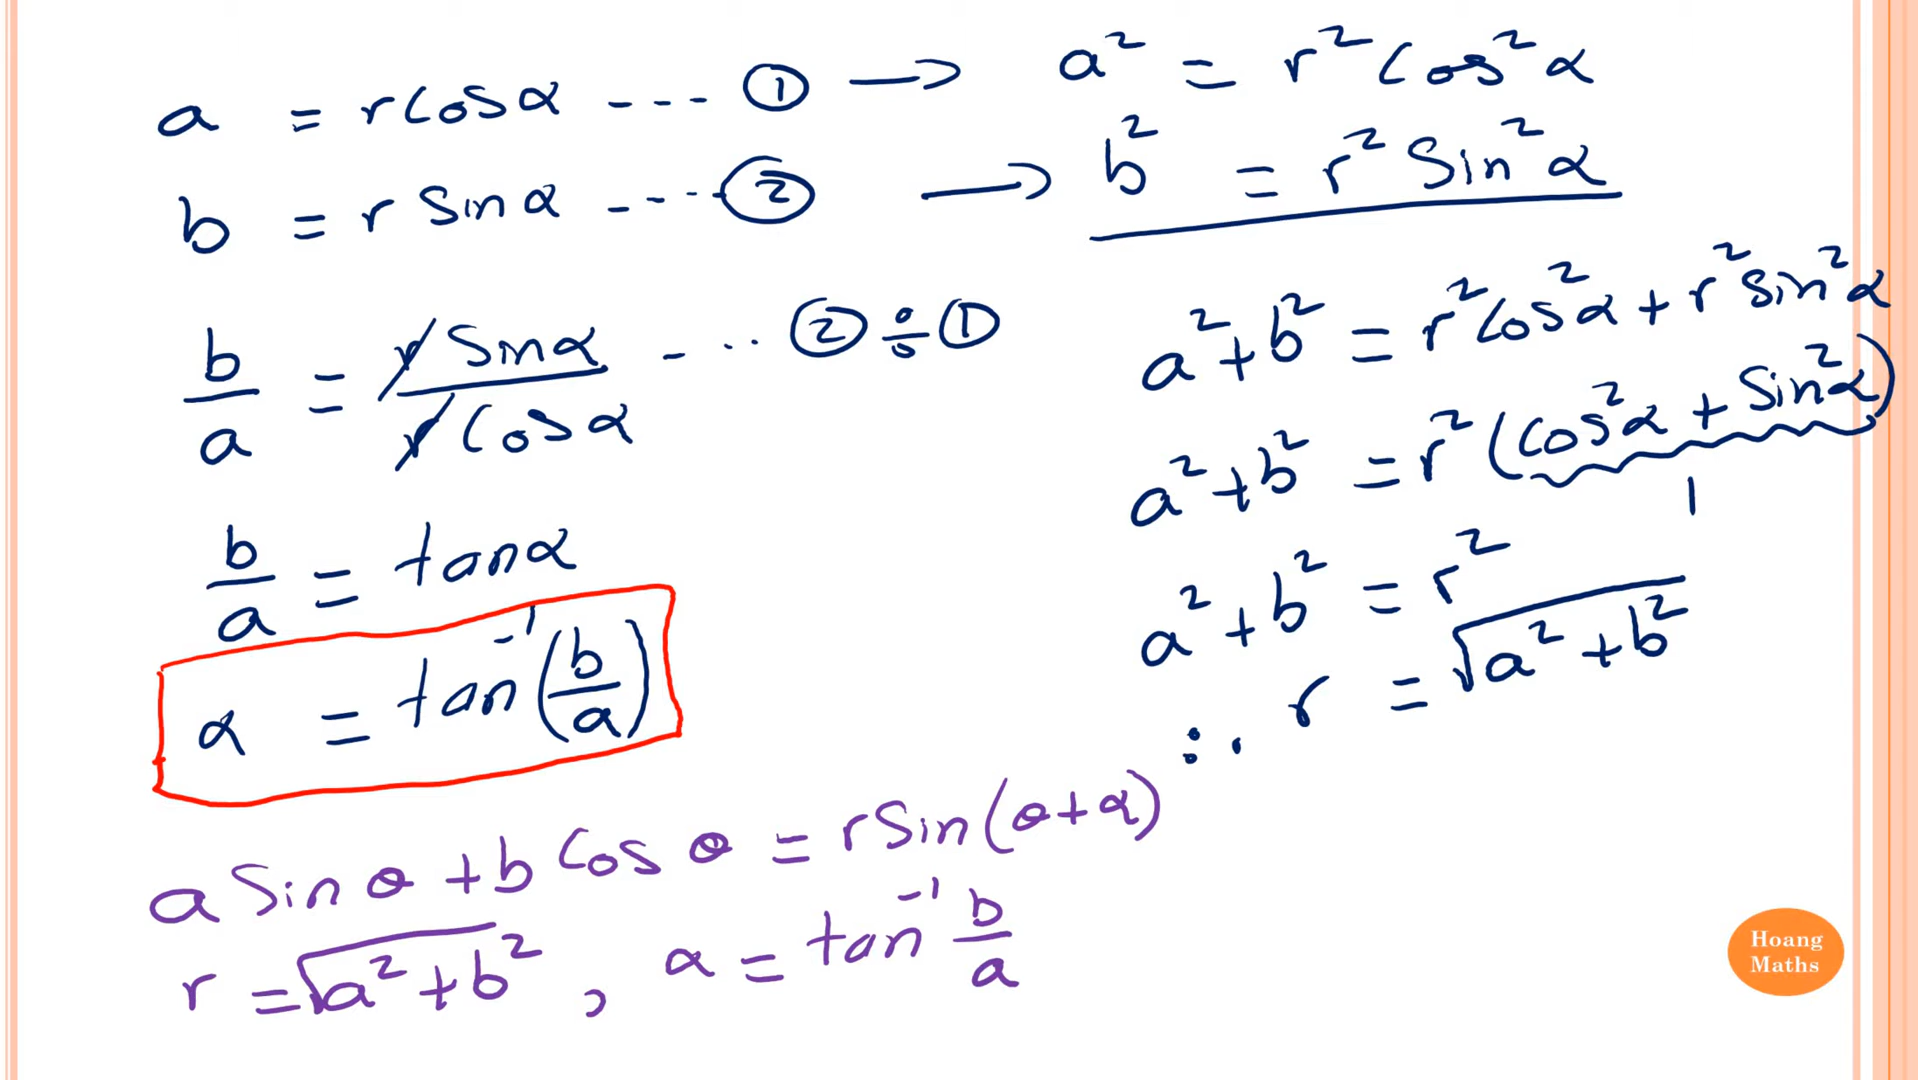 a = r Cos α --- ① → a² = r² Cos² α
b = r Sin α --- ② → b² = r² Sin² α
b/a = r Sin α / r Cos α - ·· ② ÷ ①
b/a = tan α
α = tan⁻¹(b/a)
a² + b² = r² Cos² α + r² Sin² α
a² + b² = r² (Cos² α + Sin² α)
1
a² + b² = r²
∴ r = √(a² + b²)
a Sin θ + b Cos θ = r Sin (θ + α)
r = √(a² + b²) , α = tan⁻¹ b/a
Hoang
Maths